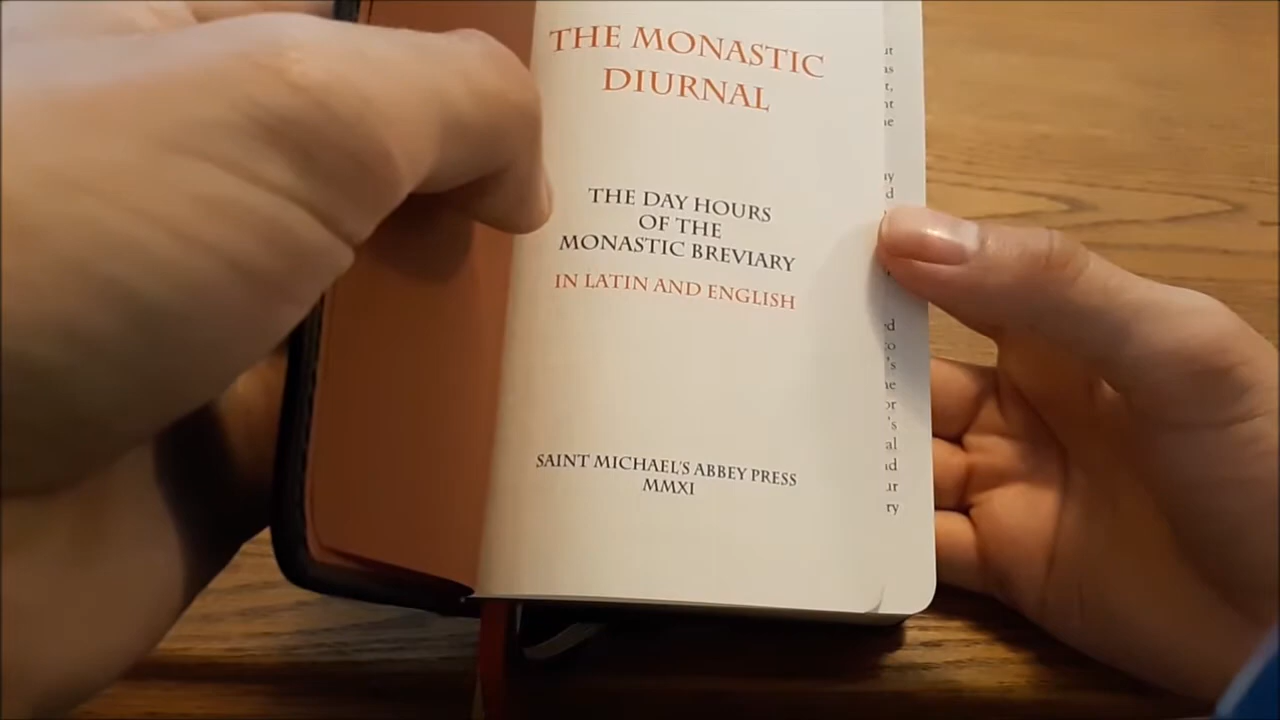 THE MONASTIC
DIURNAL
THE DAY HOURS
OF THE
MONASTIC BREVIARY
IN LATIN AND ENGLISH
SAINT MICHAEL'S ABBEY PRESS
MMXI